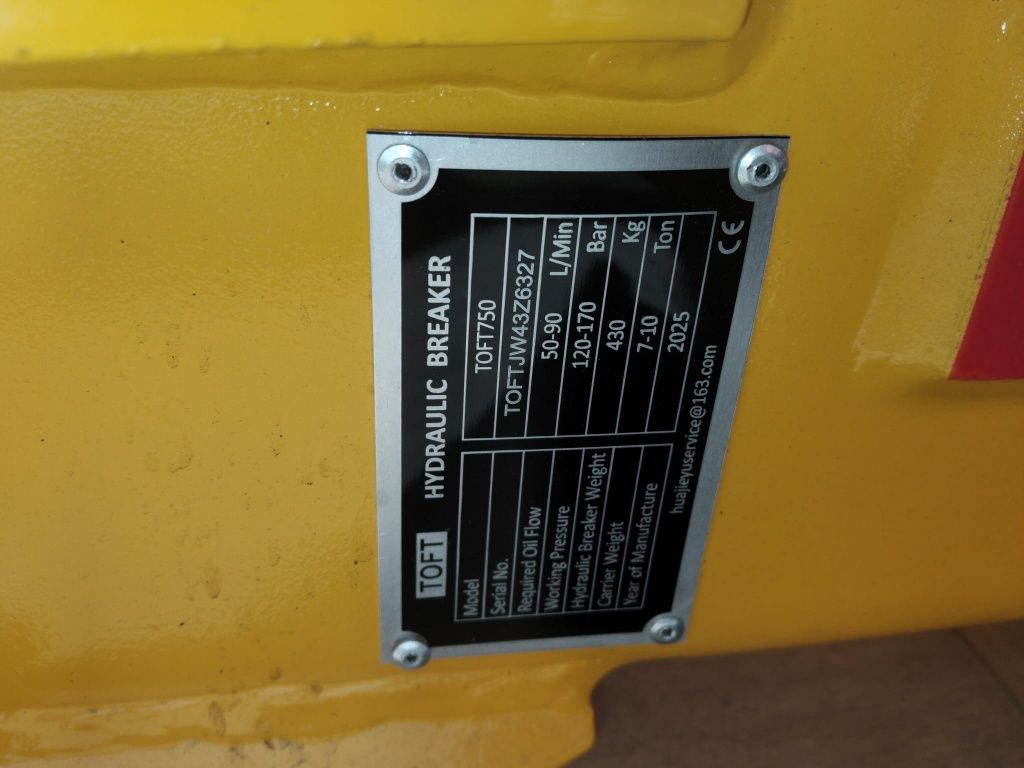 TOFT HYDRAULIC BREAKER
Model TOFT750
Serial No. TOFTJW43Z6327
Required Oil Flow 50-90 L/Min
Working Pressure 120-170 Bar
Hydraulic Breaker Weight 430 Kg
Carrier Weight 7-10 Ton
Year of Manufacture 2025
huajieyuservice@163.com CE